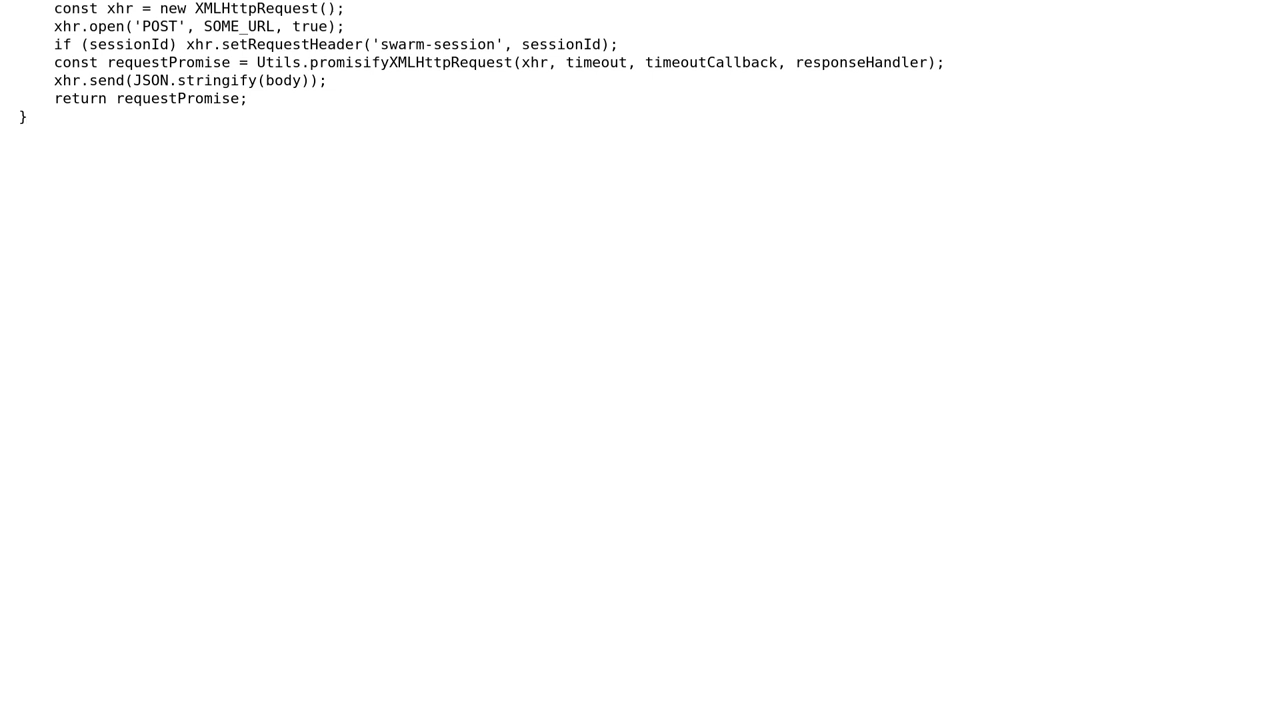 const xhr = new XMLHttpRequest();
xhr.open('POST', SOME_URL, true);
if (sessionId) xhr.setRequestHeader('swarm-session', sessionId);
const requestPromise = Utils.promisifyXMLHttpRequest(xhr, timeout, timeoutCallback, responseHandler);
xhr.send(JSON.stringify(body));
return requestPromise;
}